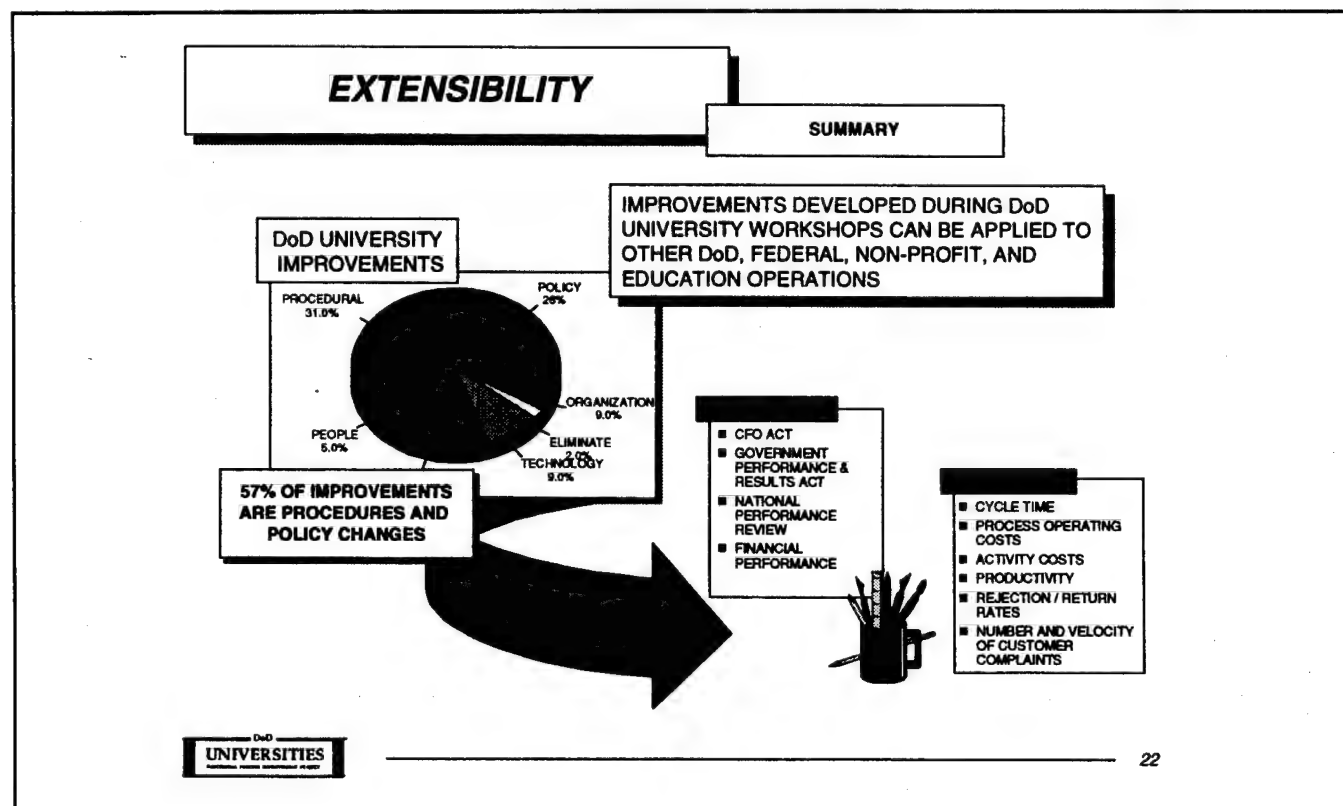 EXTENSIBILITY
SUMMARY
IMPROVEMENTS DEVELOPED DURING DoD
UNIVERSITY WORKSHOPS CAN BE APPLIED TO
OTHER DoD, FEDERAL, NON-PROFIT, AND
EDUCATION OPERATIONS
DoD UNIVERSITY
IMPROVEMENTS
POLICY
26%
PROCEDURAL
31.0%
ORGANIZATION
9.0%
ELIMINATE
2.0%
TECHNOLOGY
9.0%
PEOPLE
5.0%
57% OF IMPROVEMENTS
ARE PROCEDURES AND
POLICY CHANGES
■ CFO ACT
■ GOVERNMENT
PERFORMANCE &
RESULTS ACT
■ NATIONAL
PERFORMANCE
REVIEW
■ FINANCIAL
PERFORMANCE
■ CYCLE TIME
■ PROCESS OPERATING
COSTS
■ ACTIVITY COSTS
■ PRODUCTIVITY
■ REJECTION / RETURN
RATES
■ NUMBER AND VELOCITY
OF CUSTOMER
COMPLAINTS
DoD
UNIVERSITIES
22